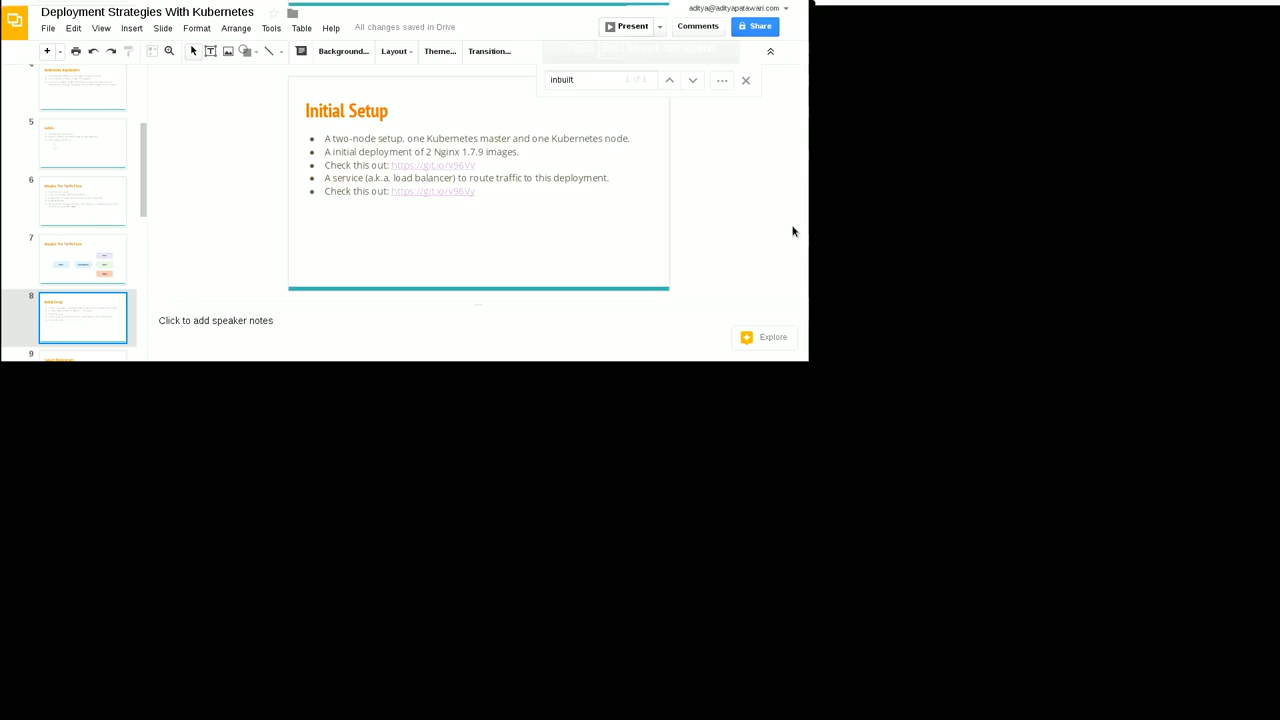 Deployment Strategies With Kubernetes
aditya@adityapatawari.com
File Edit View Insert Slide Format Arrange Tools Table Help All changes saved in Drive
Present Comments Share
Background... Layout Theme... Transition...
inbuilt 1 of 1
5
6
7
8
9
Initial Setup
● A two-node setup, one Kubernetes master and one Kubernetes node.
● A initial deployment of 2 Nginx 1.7.9 images.
● Check this out: https://git.io/v96VV
● A service (a.k.a. load balancer) to route traffic to this deployment.
● Check this out: https://git.io/v96Vy
Click to add speaker notes
Explore